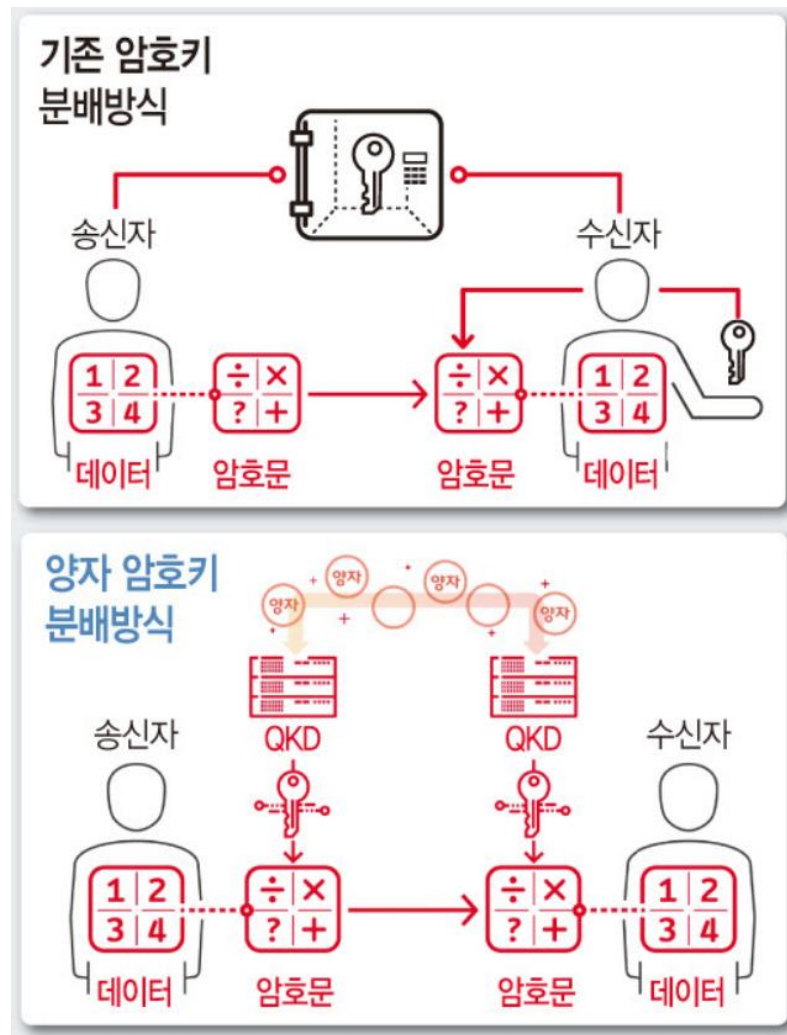 기존 암호키
분배방식
송신자
수신자
1 2
3 4
÷ ×
? +
÷ ×
? +
1 2
3 4
데이터
암호문
암호문
데이터
양자 암호키
분배방식
양자
양자
양자
양자
QKD
QKD
송신자
수신자
1 2
3 4
÷ ×
? +
÷ ×
? +
1 2
3 4
데이터
암호문
암호문
데이터